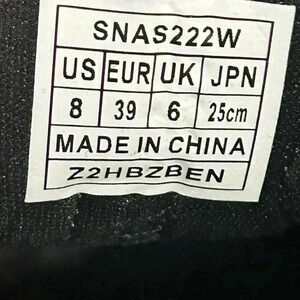 SNAS222W
US EUR UK JPN
8 39 6 25cm
MADE IN CHINA
Z2HBZBEN